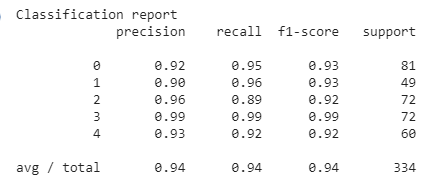 Classification report
precision recall f1-score support
0 0.92 0.95 0.93 81
1 0.90 0.96 0.93 49
2 0.96 0.89 0.92 72
3 0.99 0.99 0.99 72
4 0.93 0.92 0.92 60
avg / total 0.94 0.94 0.94 334